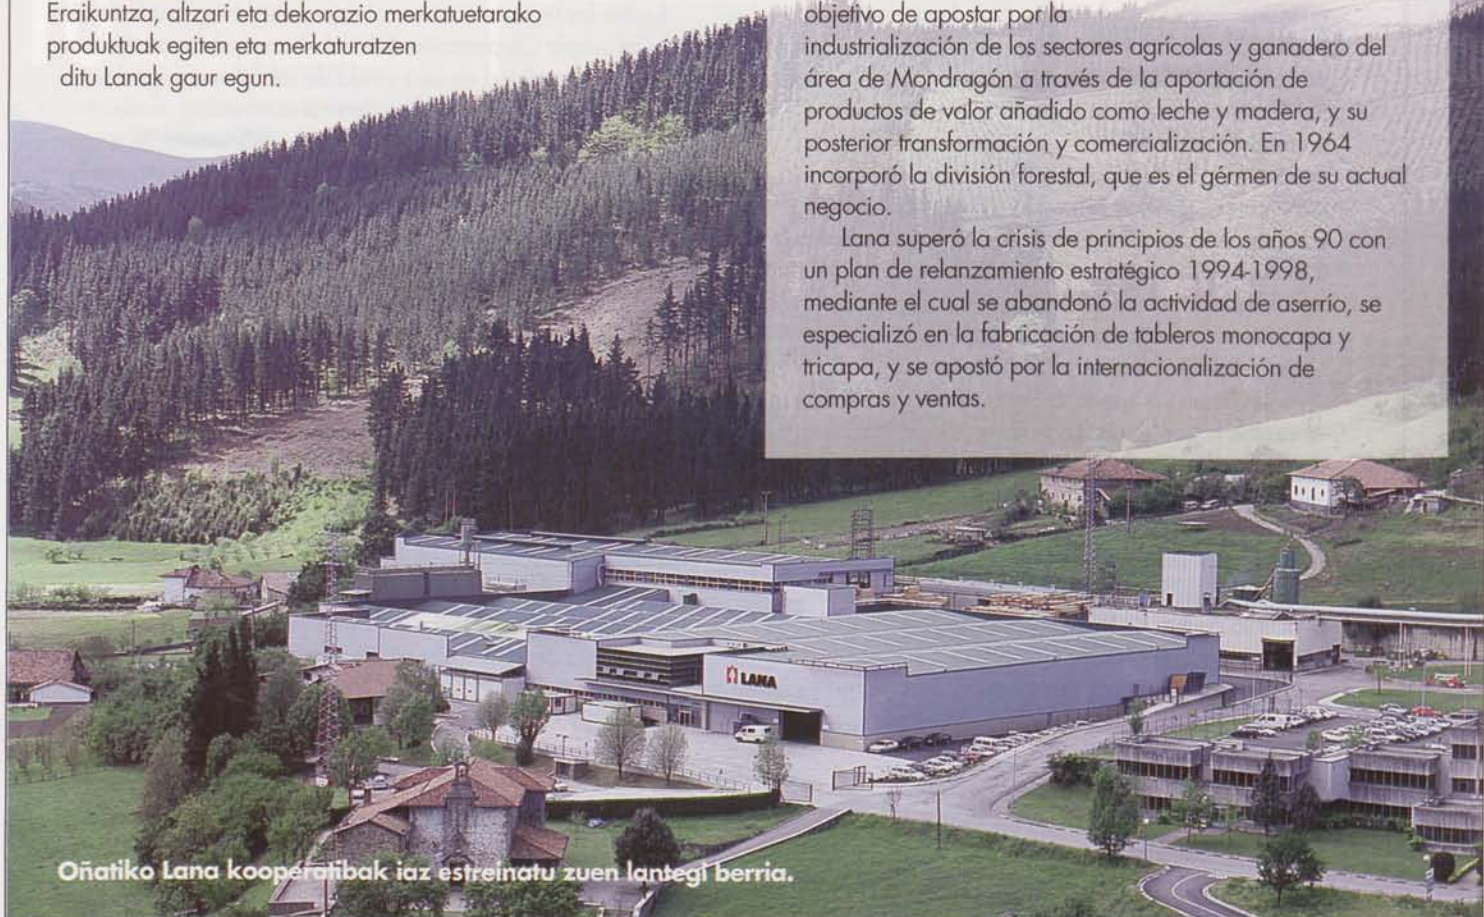 Eraikuntza, altzari eta dekorazio merkatuetarako
produktuak egiten eta merkaturatzen
ditu Lanak gaur egun.
objetivo de apostar por la
industrialización de los sectores agrícolas y ganadero del
área de Mondragón a través de la aportación de
productos de valor añadido como leche y madera, y su
posterior transformación y comercialización. En 1964
incorporó la división forestal, que es el gérmen de su actual
negocio.
Lana superó la crisis de principios de los años 90 con
un plan de relanzamiento estratégico 1994-1998,
mediante el cual se abandonó la actividad de aserrío, se
especializó en la fabricación de tableros monocapa y
tricapa, y se apostó por la internacionalización de
compras y ventas.
LANA
Oñatiko Lana kooperatibak iaz estreinatu zuen lantegi berria.